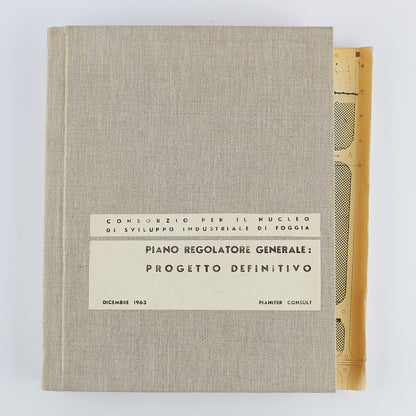 CONSORZIO PER IL NUCLEO
DI SVILUPPO INDUSTRIALE DI FOGGIA
PIANO REGOLATORE GENERALE:
PROGETTO DEFINITIVO
DICEMBRE 1963 PIANITER CONSULT